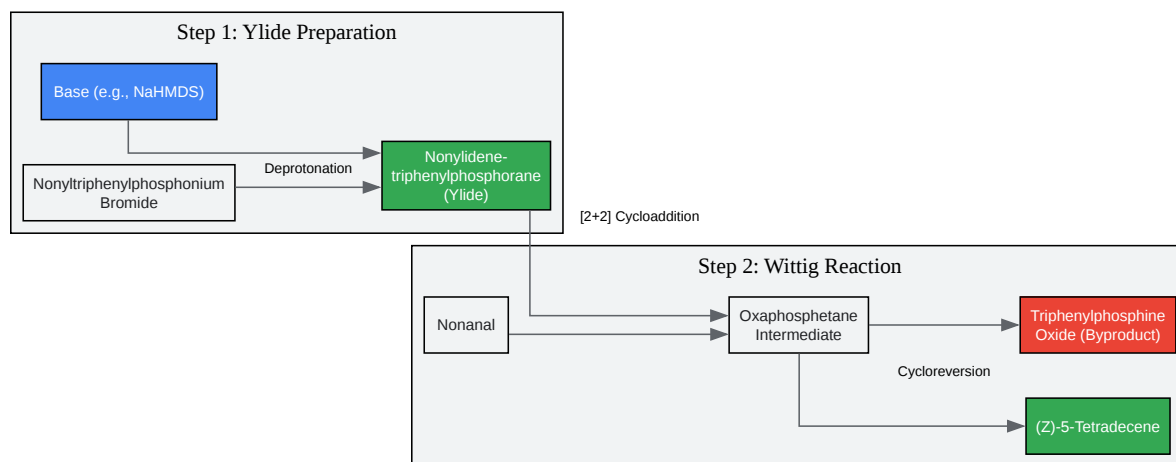 Step 1: Ylide Preparation
Base (e.g., NaHMDS)
Deprotonation
Nonyltriphenylphosphonium
Bromide
Nonylidene-
triphenylphosphorane
(Ylide)
[2+2] Cycloaddition
Step 2: Wittig Reaction
Nonanal
Oxaphosphetane
Intermediate
Triphenylphosphine
Oxide (Byproduct)
Cycloreversion
(Z)-5-Tetradecene